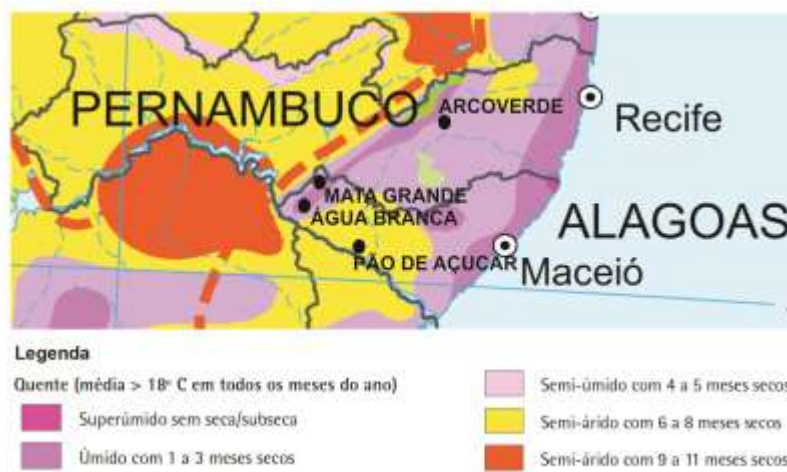 PERNAMBUCO
ARCOVERDE
Recife
MATA GRANDE
ÁGUA BRANCA
ALAGOAS
PÃO DE AÇUCAR
Maceió
Legenda
Quente (média > 18º C em todos os meses do ano)
Superúmido sem seca/subseca
Úmido com 1 a 3 meses secos
Semi-úmido com 4 a 5 meses secos
Semi-árido com 6 a 8 meses secos
Semi-árido com 9 a 11 meses secos